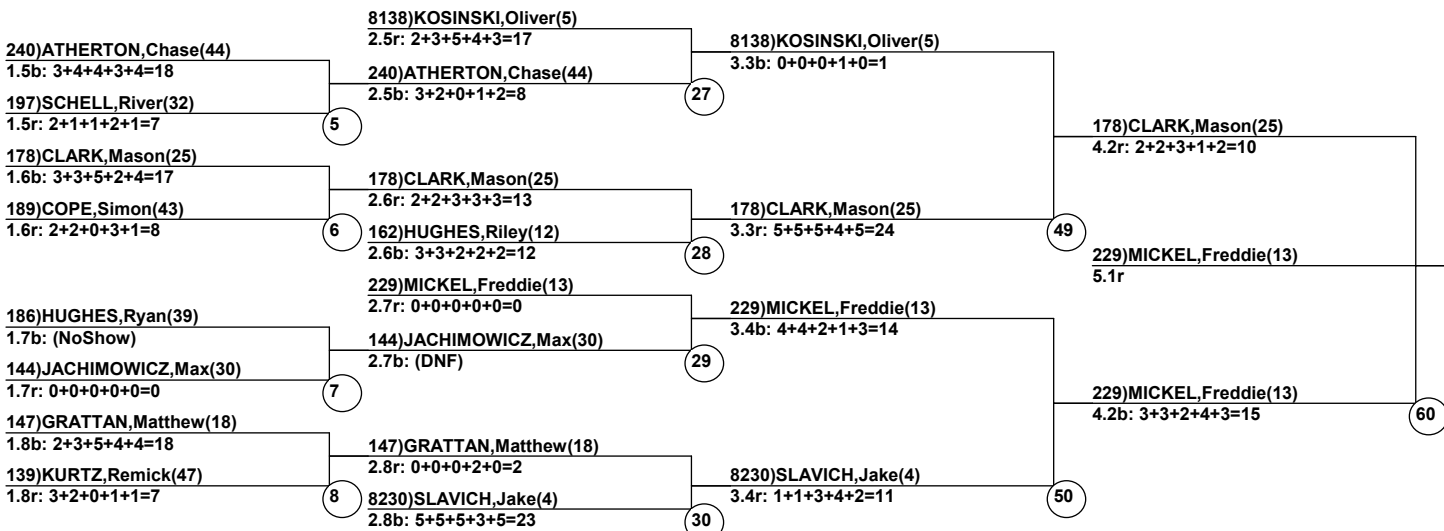 240)ATHERTON,Chase(44)
1.5b: 3+4+4+3+4=18
197)SCHELL,River(32)
1.5r: 2+1+1+2+1=7
5
178)CLARK,Mason(25)
1.6b: 3+3+5+2+4=17
189)COPE,Simon(43)
1.6r: 2+2+0+3+1=8
6
186)HUGHES,Ryan(39)
1.7b: (NoShow)
144)JACHIMOWICZ,Max(30)
1.7r: 0+0+0+0+0=0
7
147)GRATTAN,Matthew(18)
1.8b: 2+3+5+4+4=18
139)KURTZ,Remick(47)
1.8r: 3+2+0+1+1=7
8
8138)KOSINSKI,Oliver(5)
2.5r: 2+3+5+4+3=17
240)ATHERTON,Chase(44)
2.5b: 3+2+0+1+2=8
27
178)CLARK,Mason(25)
2.6r: 2+2+3+3+3=13
162)HUGHES,Riley(12)
2.6b: 3+3+2+2+2=12
28
229)MICKEL,Freddie(13)
2.7r: 0+0+0+0+0=0
144)JACHIMOWICZ,Max(30)
2.7b: (DNF)
29
147)GRATTAN,Matthew(18)
2.8r: 0+0+0+2+0=2
8230)SLAVICH,Jake(4)
2.8b: 5+5+5+3+5=23
30
8138)KOSINSKI,Oliver(5)
3.3b: 0+0+0+1+0=1
178)CLARK,Mason(25)
3.3r: 5+5+5+4+5=24
49
229)MICKEL,Freddie(13)
3.4b: 4+4+2+1+3=14
8230)SLAVICH,Jake(4)
3.4r: 1+1+3+4+2=11
50
178)CLARK,Mason(25)
4.2r: 2+2+3+1+2=10
229)MICKEL,Freddie(13)
4.2b: 3+3+2+4+3=15
60
229)MICKEL,Freddie(13)
5.1r